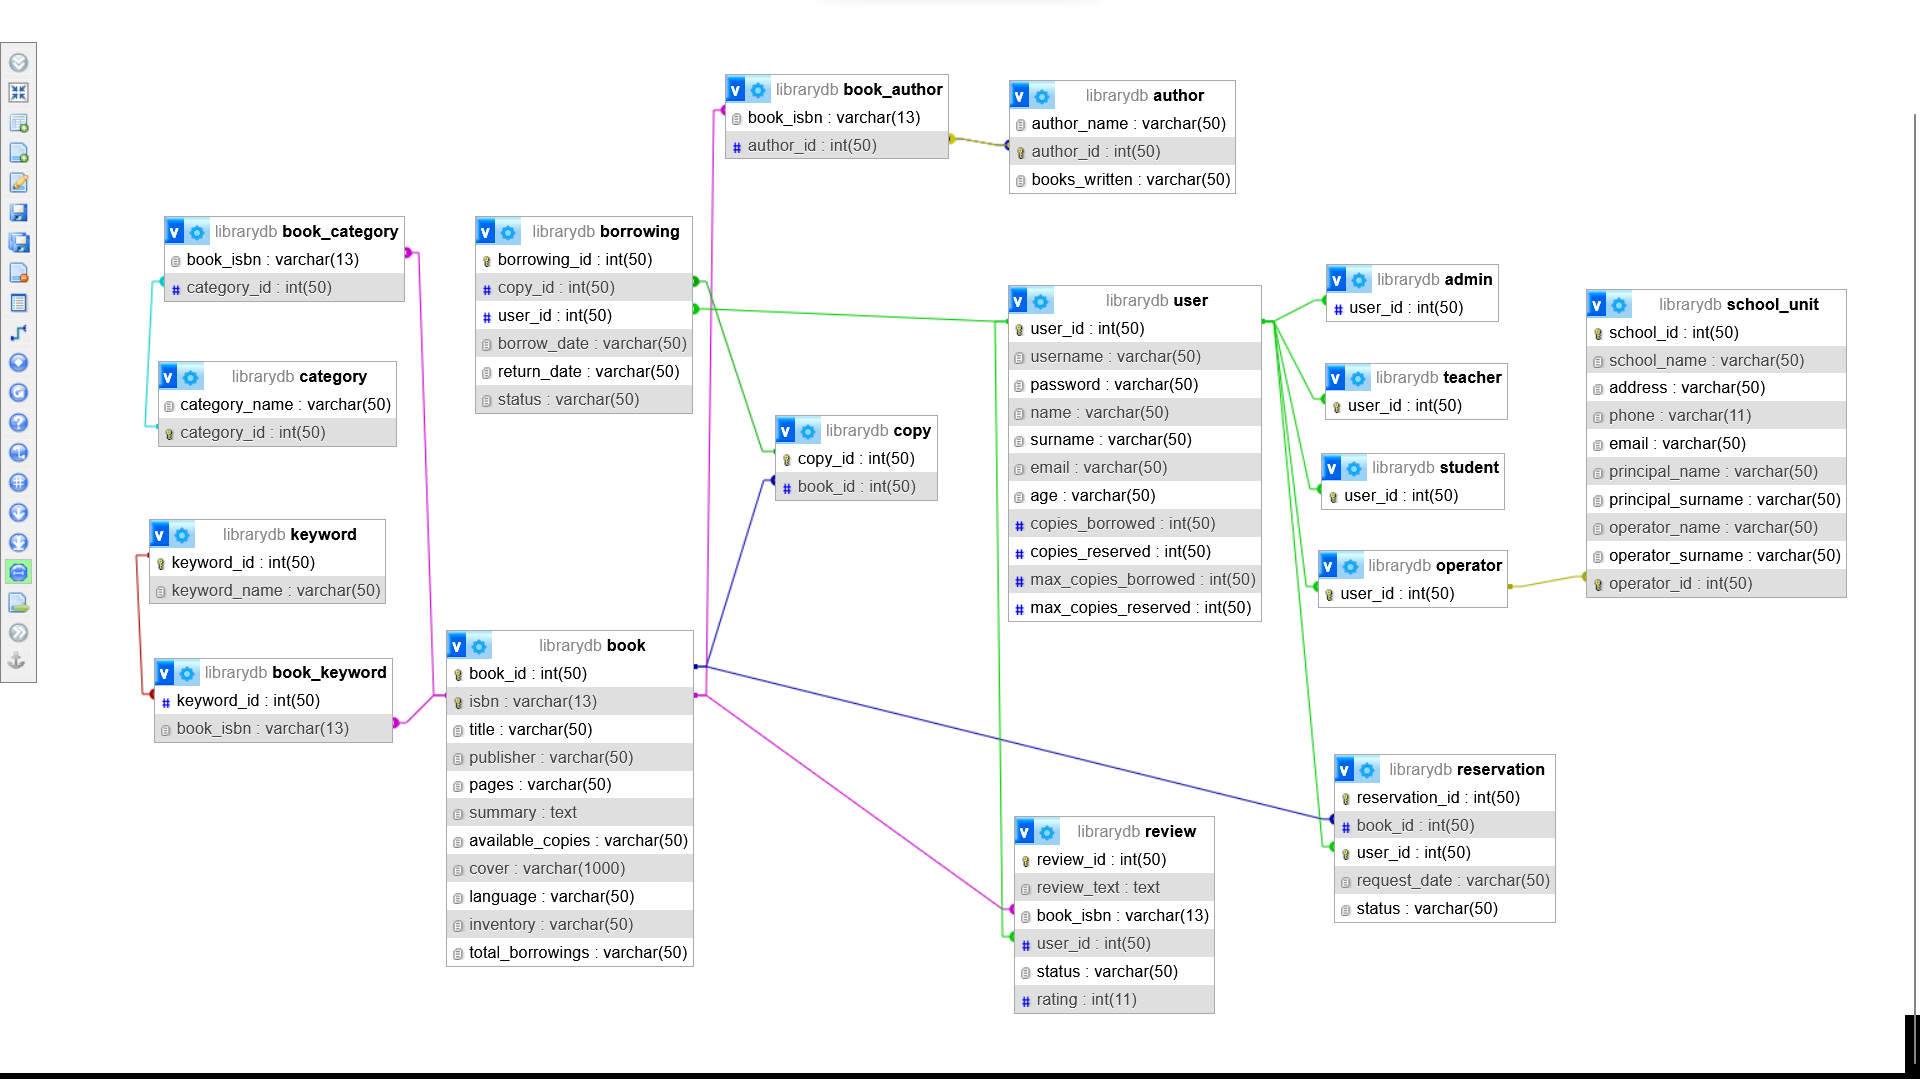 librarydb book_author
book_isbn : varchar(13)
author_id : int(50)
librarydb author
author_name : varchar(50)
author_id : int(50)
books_written : varchar(50)
librarydb book_category
book_isbn : varchar(13)
category_id : int(50)
librarydb borrowing
borrowing_id : int(50)
copy_id : int(50)
user_id : int(50)
borrow_date : varchar(50)
return_date : varchar(50)
status : varchar(50)
librarydb user
user_id : int(50)
username : varchar(50)
password : varchar(50)
name : varchar(50)
surname : varchar(50)
email : varchar(50)
age : varchar(50)
copies_borrowed : int(50)
copies_reserved : int(50)
max_copies_borrowed : int(50)
max_copies_reserved : int(50)
librarydb admin
user_id : int(50)
librarydb school_unit
school_id : int(50)
school_name : varchar(50)
address : varchar(50)
phone : varchar(11)
email : varchar(50)
principal_name : varchar(50)
principal_surname : varchar(50)
operator_name : varchar(50)
operator_surname : varchar(50)
operator_id : int(50)
librarydb category
category_name : varchar(50)
category_id : int(50)
librarydb teacher
user_id : int(50)
librarydb copy
copy_id : int(50)
book_id : int(50)
librarydb student
user_id : int(50)
librarydb keyword
keyword_id : int(50)
keyword_name : varchar(50)
librarydb operator
user_id : int(50)
librarydb book_keyword
keyword_id : int(50)
book_isbn : varchar(13)
librarydb book
book_id : int(50)
isbn : varchar(13)
title : varchar(50)
publisher : varchar(50)
pages : varchar(50)
summary : text
available_copies : varchar(50)
cover : varchar(1000)
language : varchar(50)
inventory : varchar(50)
total_borrowings : varchar(50)
librarydb review
review_id : int(50)
review_text : text
book_isbn : varchar(13)
user_id : int(50)
status : varchar(50)
rating : int(11)
librarydb reservation
reservation_id : int(50)
book_id : int(50)
user_id : int(50)
request_date : varchar(50)
status : varchar(50)